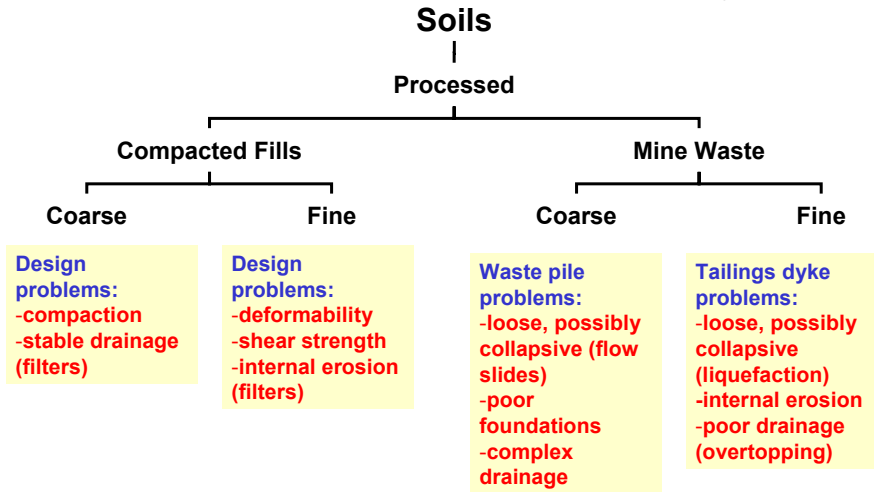 Soils
Processed
Compacted Fills
Mine Waste
Coarse
Fine
Coarse
Fine
Design
problems:
-compaction
-stable drainage
(filters)
Design
problems:
-deformability
-shear strength
-internal erosion
(filters)
Waste pile
problems:
-loose, possibly
collapsive (flow
slides)
-poor
foundations
-complex
drainage
Tailings dyke
problems:
-loose, possibly
collapsive
(liquefaction)
-internal erosion
-poor drainage
(overtopping)